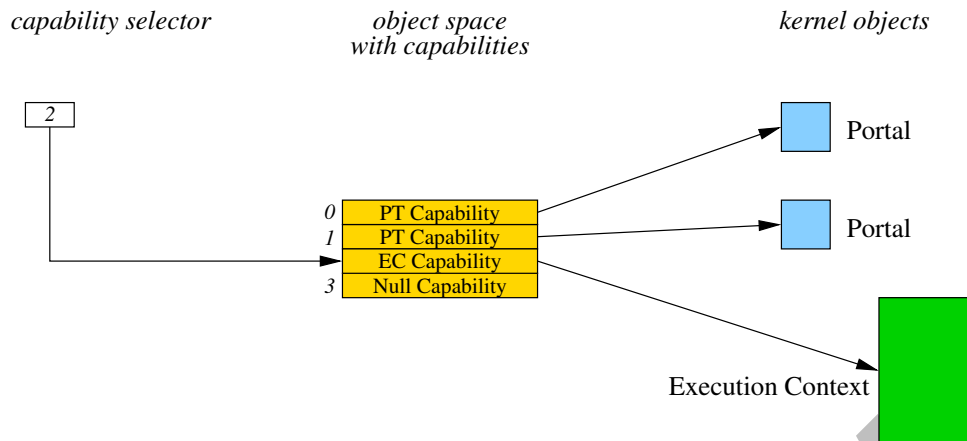 capability selector
object space
with capabilities
kernel objects
2
Portal
0 PT Capability
1 PT Capability
EC Capability
3 Null Capability
Portal
Execution Context